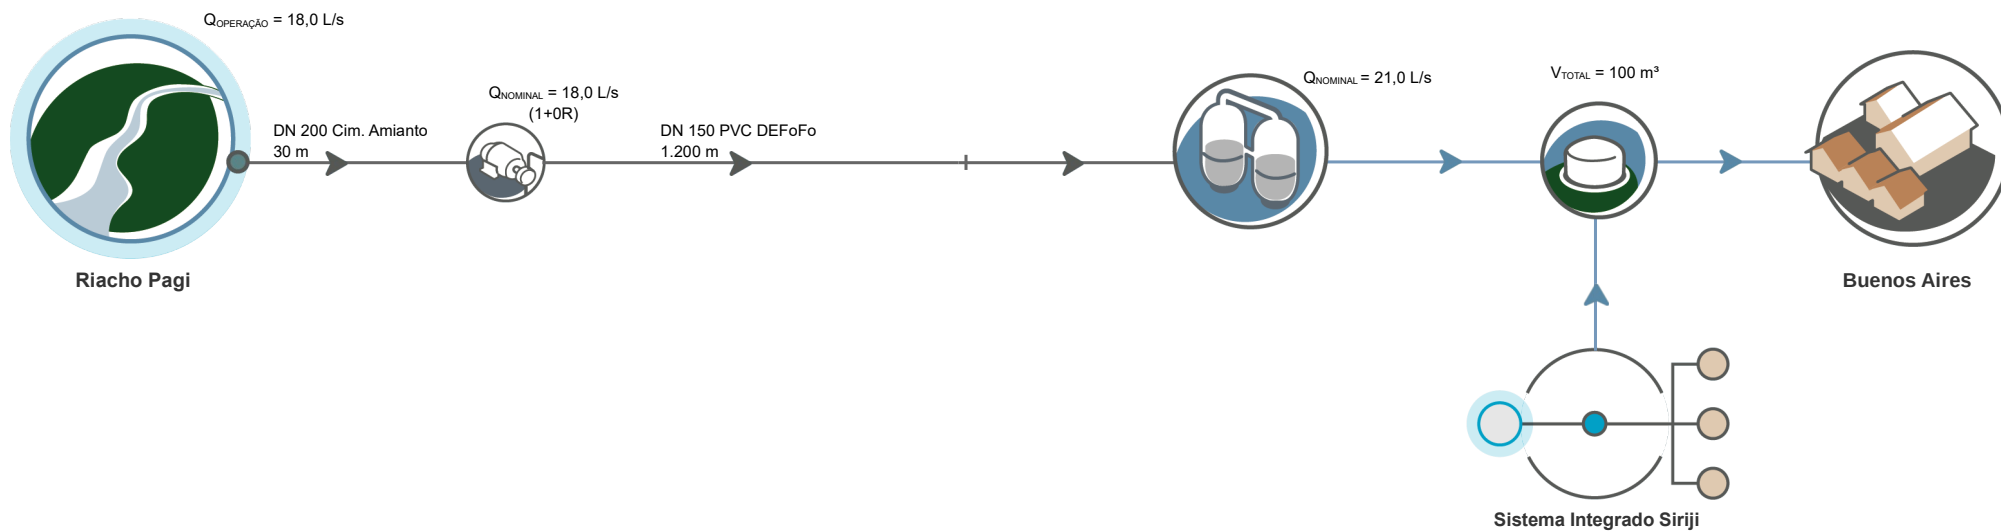 QOPERAÇÃO = 18,0 L/s
DN 200 Cim. Amianto
30 m
QNOMINAL = 18,0 L/s
(1+0R)
DN 150 PVC DEFoFo
1.200 m
QNOMINAL = 21,0 L/s
VTOTAL = 100 m³
Riacho Pagi
Buenos Aires
Sistema Integrado Siriji